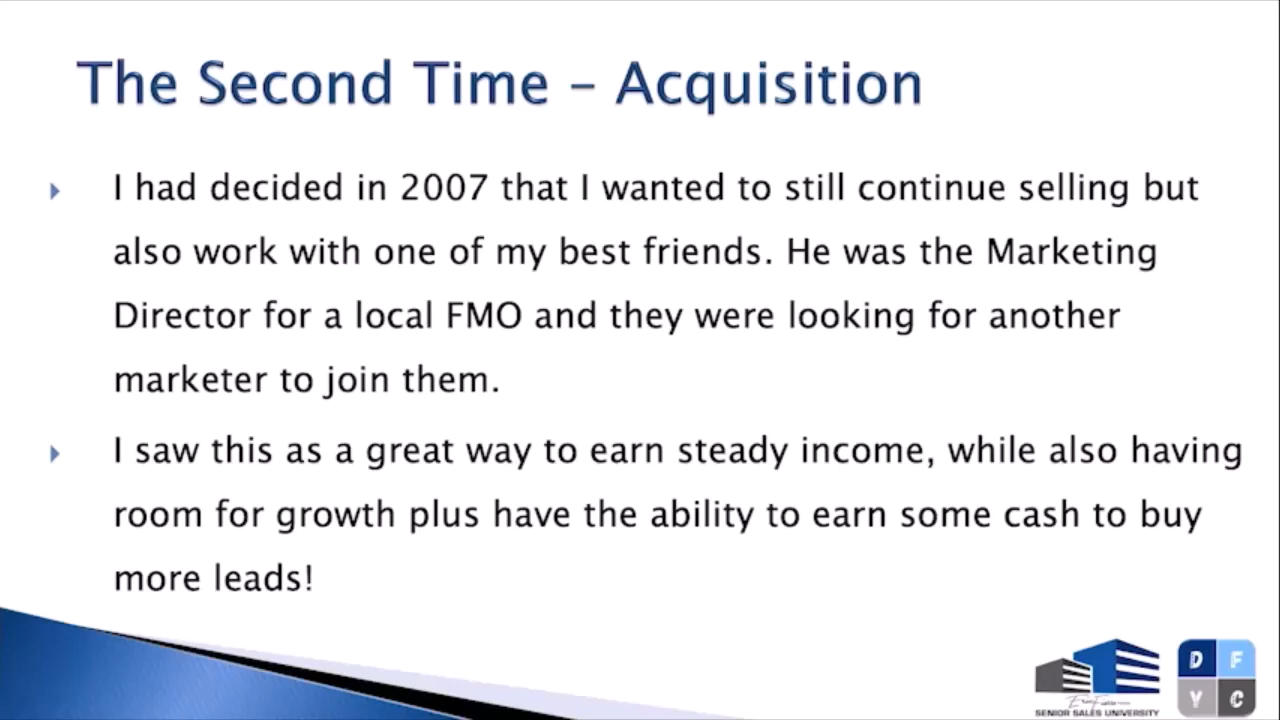 The Second Time – Acquisition
I had decided in 2007 that I wanted to still continue selling but
also work with one of my best friends. He was the Marketing
Director for a local FMO and they were looking for another
marketer to join them.
I saw this as a great way to earn steady income, while also having
room for growth plus have the ability to earn some cash to buy
more leads!
SENIOR SALES UNIVERSITY
D F
Y C